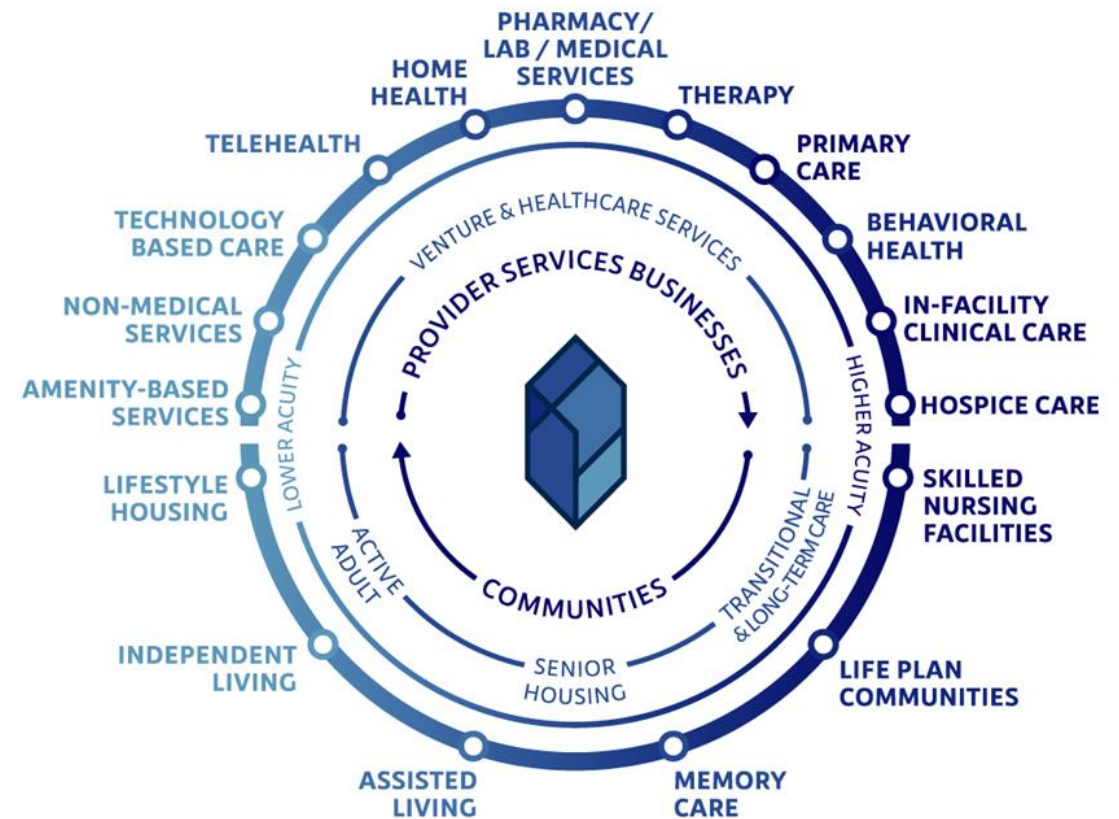 PHARMACY/
LAB / MEDICAL
SERVICES
HOME
HEALTH
THERAPY
TELEHEALTH
PRIMARY
CARE
TECHNOLOGY
BASED CARE
BEHAVIORAL
HEALTH
NON-MEDICAL
SERVICES
IN-FACILITY
CLINICAL CARE
AMENITY-BASED
SERVICES
HOSPICE CARE
LIFESTYLE
HOUSING
SKILLED
NURSING
FACILITIES
INDEPENDENT
LIVING
LIFE PLAN
COMMUNITIES
ASSISTED
LIVING
MEMORY
CARE
LOWER ACUITY
HIGHER ACUITY
VENTURE & HEALTHCARE SERVICES
PROVIDER SERVICES BUSINESSES
COMMUNITIES
ACTIVE
ADULT
SENIOR
HOUSING
TRANSITIONAL
& LONG-TERM CARE